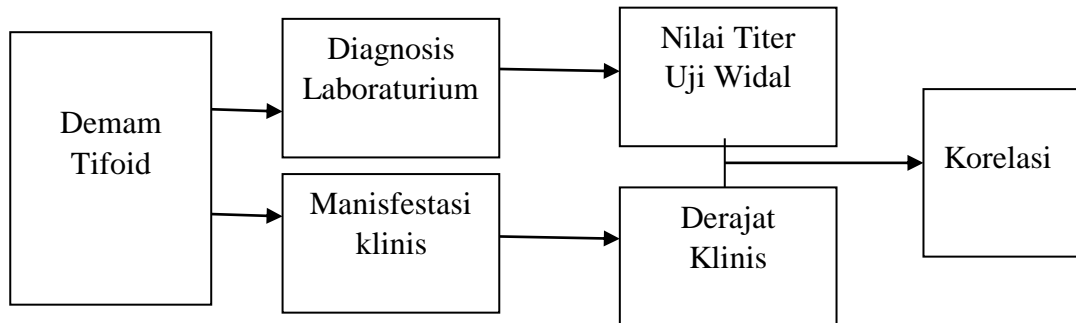 Demam
Tifoid
Diagnosis
Laboraturium
Manisfestasi
klinis
Nilai Titer
Uji Widal
Derajat
Klinis
Korelasi